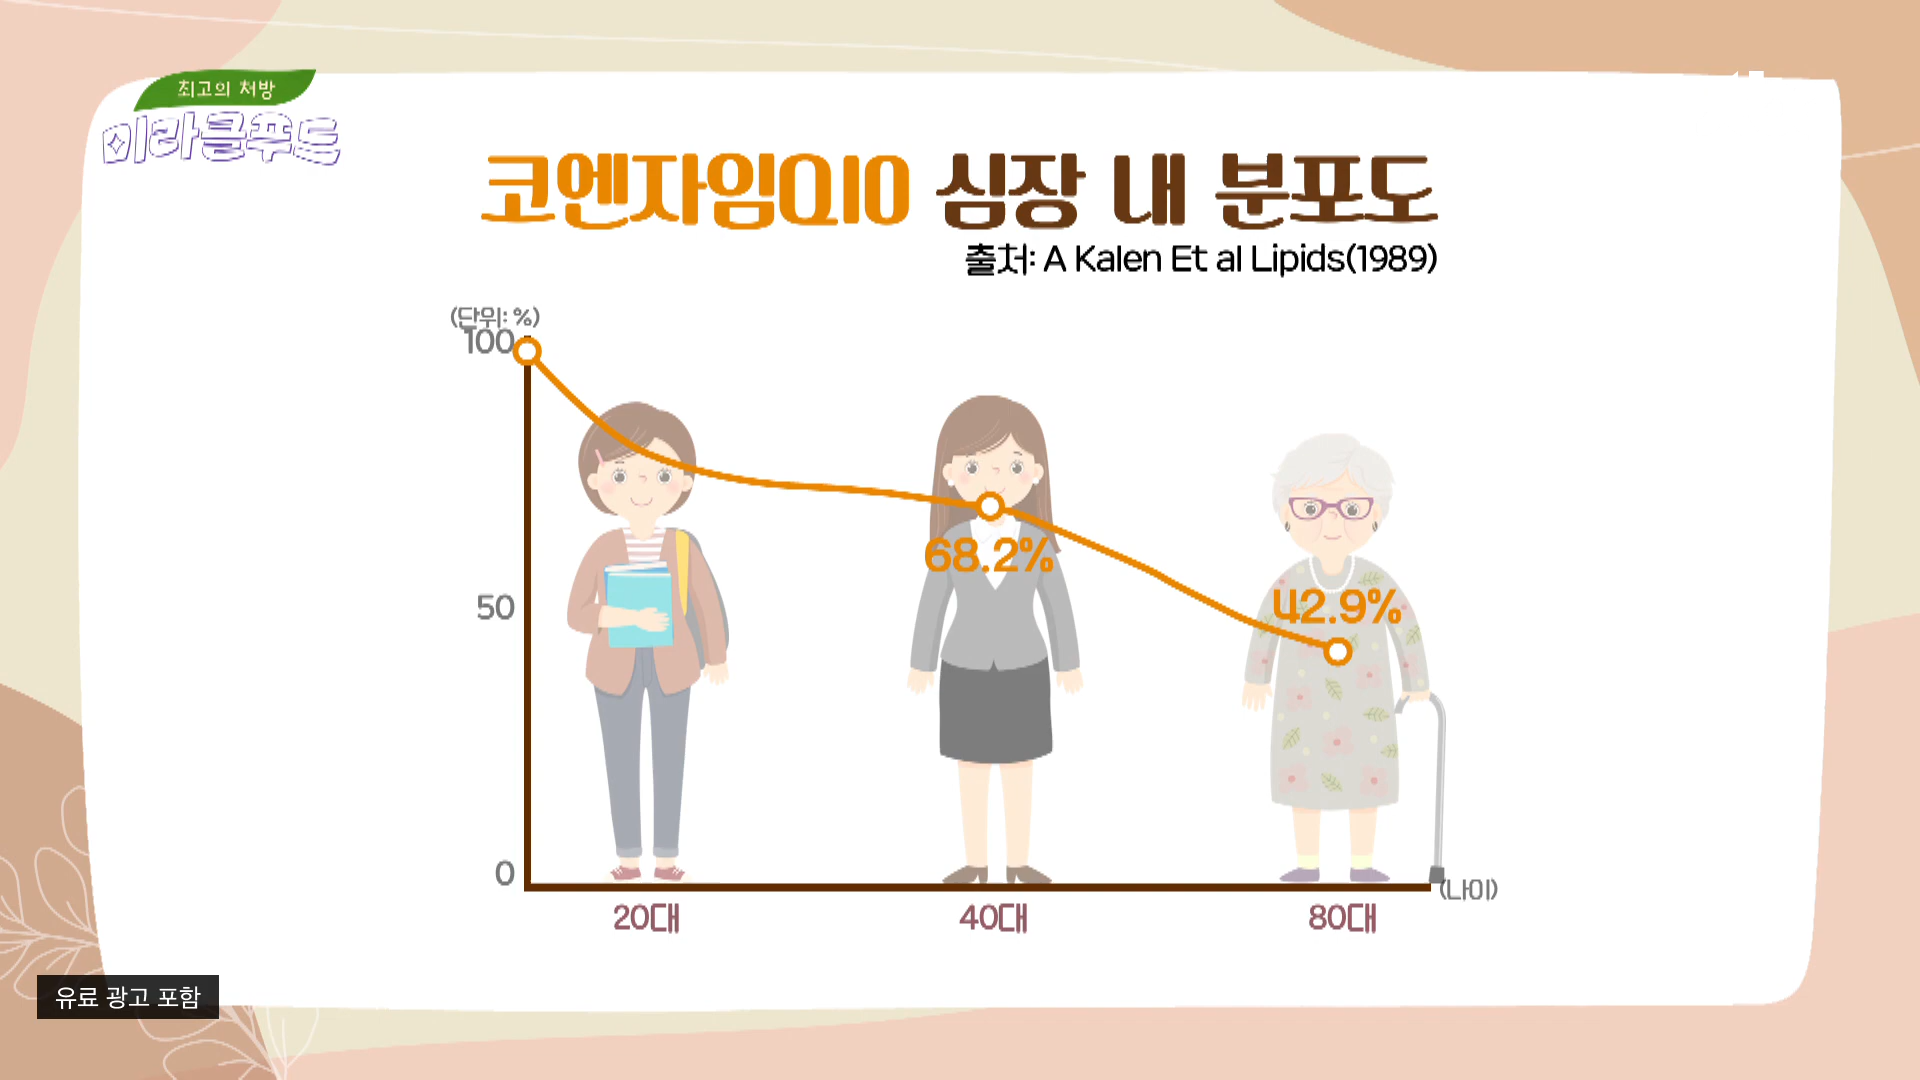 최고의 처방
미라클푸드
코엔자임Q10 심장 내 분포도
출처: A Kalen Et al Lipids(1989)
(단위: %)
100
68.2%
50
42.9%
0
(나이)
20대
40대
80대
유료 광고 포함